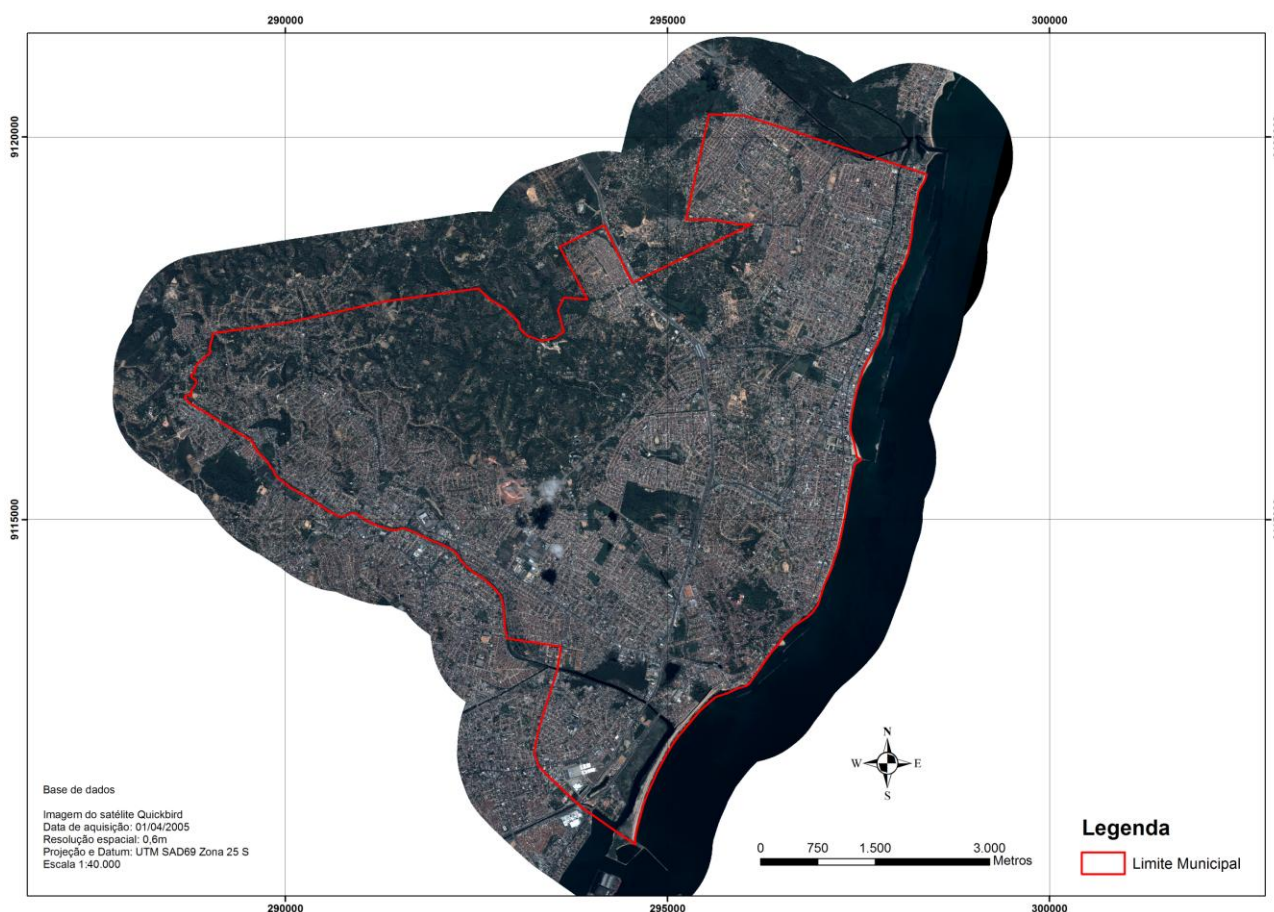 290000 295000 300000
9120000
9115000
N
W E
S
Base de dados
Imagem do satélite Quickbird
Data de aquisição: 01/04/2005
Resolução espacial: 0,6m
Projeção e Datum: UTM SAD69 Zona 25 S
Escala 1:40.000
0 750 1.500 3.000
Metros
Legenda
Limite Municipal
290000 295000 300000